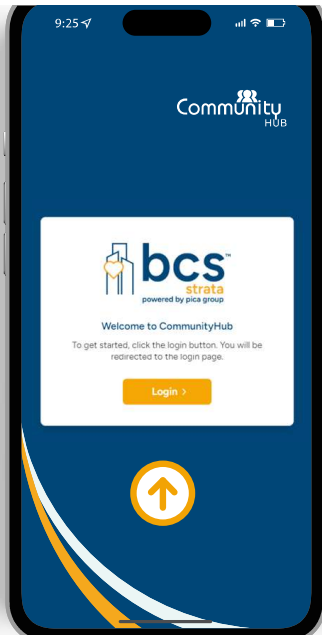 9:25
Community
HUB
bcs™
strata
powered by pica group
Welcome to CommunityHub
To get started, click the login button. You will be
redirected to the login page.
Login >